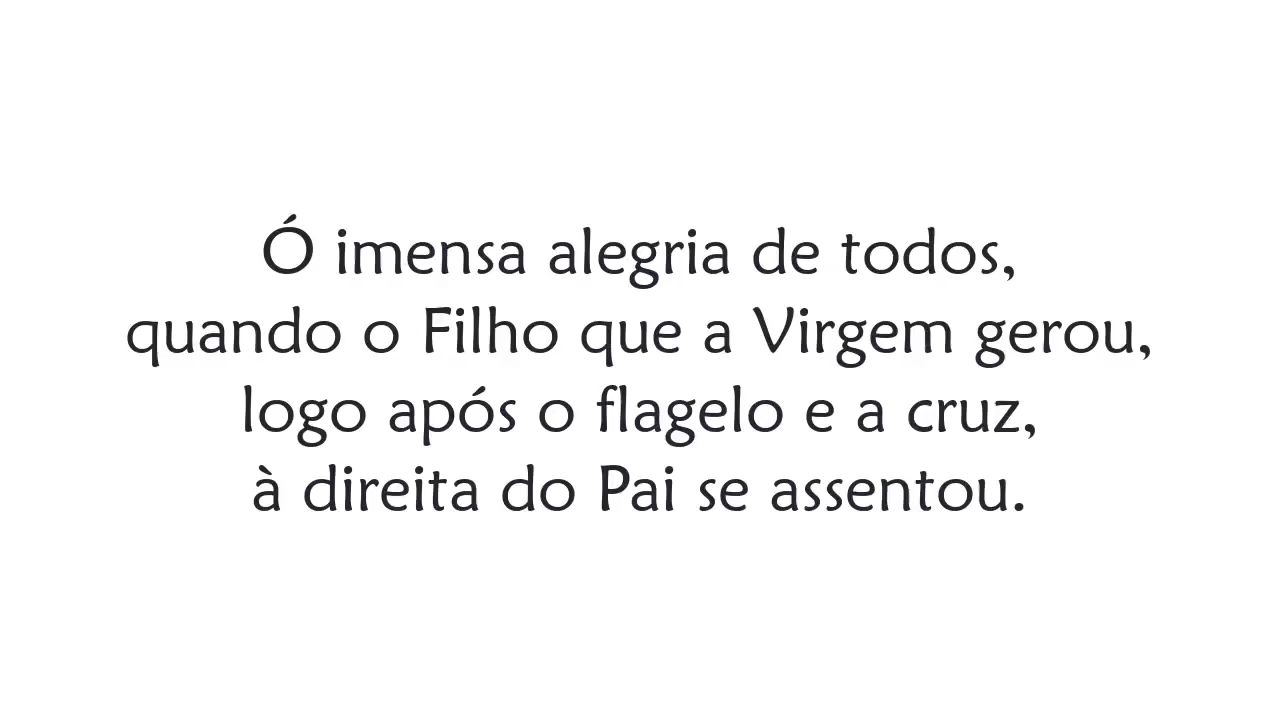 Ó imensa alegria de todos,
quando o Filho que a Virgem gerou,
logo após o flagelo e a cruz,
à direita do Pai se assentou.